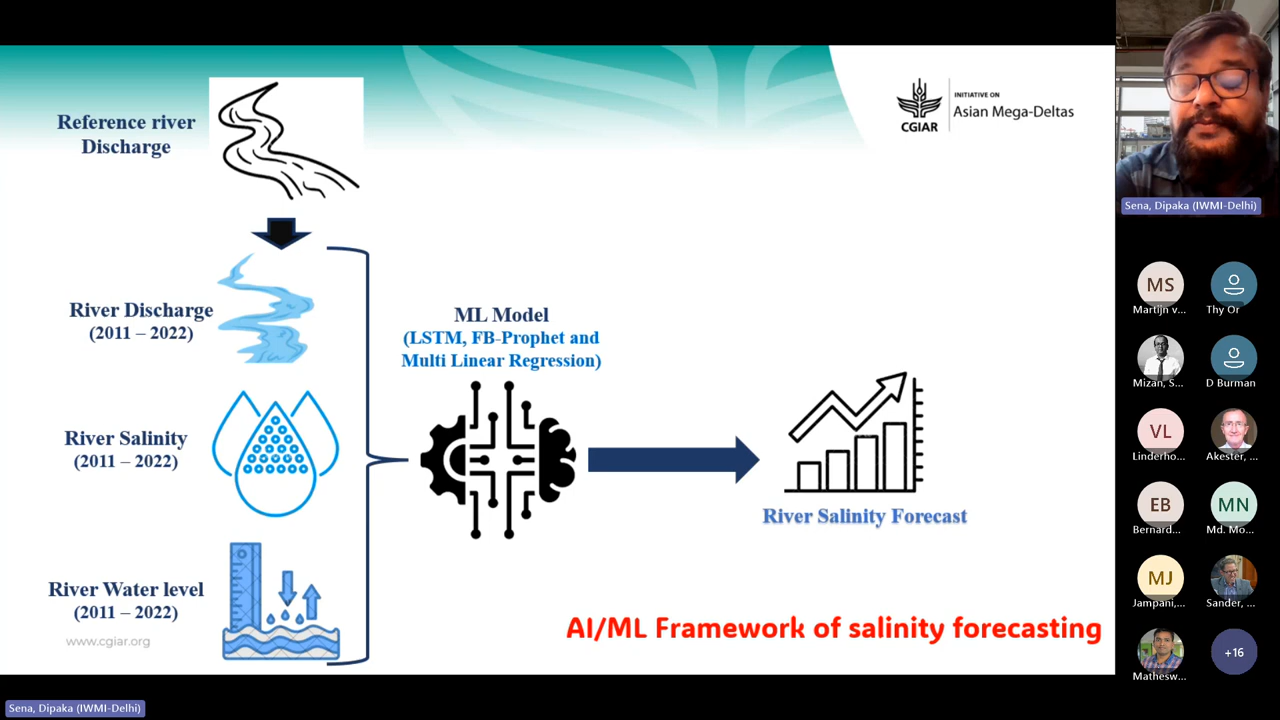 Reference river
Discharge
CGIAR
INITIATIVE ON
Asian Mega-Deltas
River Discharge
(2011 – 2022)
ML Model
(LSTM, FB-Prophet and
Multi Linear Regression)
River Salinity
(2011 – 2022)
River Salinity Forecast
River Water level
(2011 – 2022)
www.cgiar.org
AI/ML Framework of salinity forecasting
Sena, Dipaka (IWMI-Delhi)
MS
Martijn v...
Thy Or
Mizan, S...
D Burman
VL
Linderho...
Akester, ...
EB
Bernard...
MN
Md. Mo...
MJ
Jampani,...
Sander, ...
Mathesw...
+16
Sena, Dipaka (IWMI-Delhi)